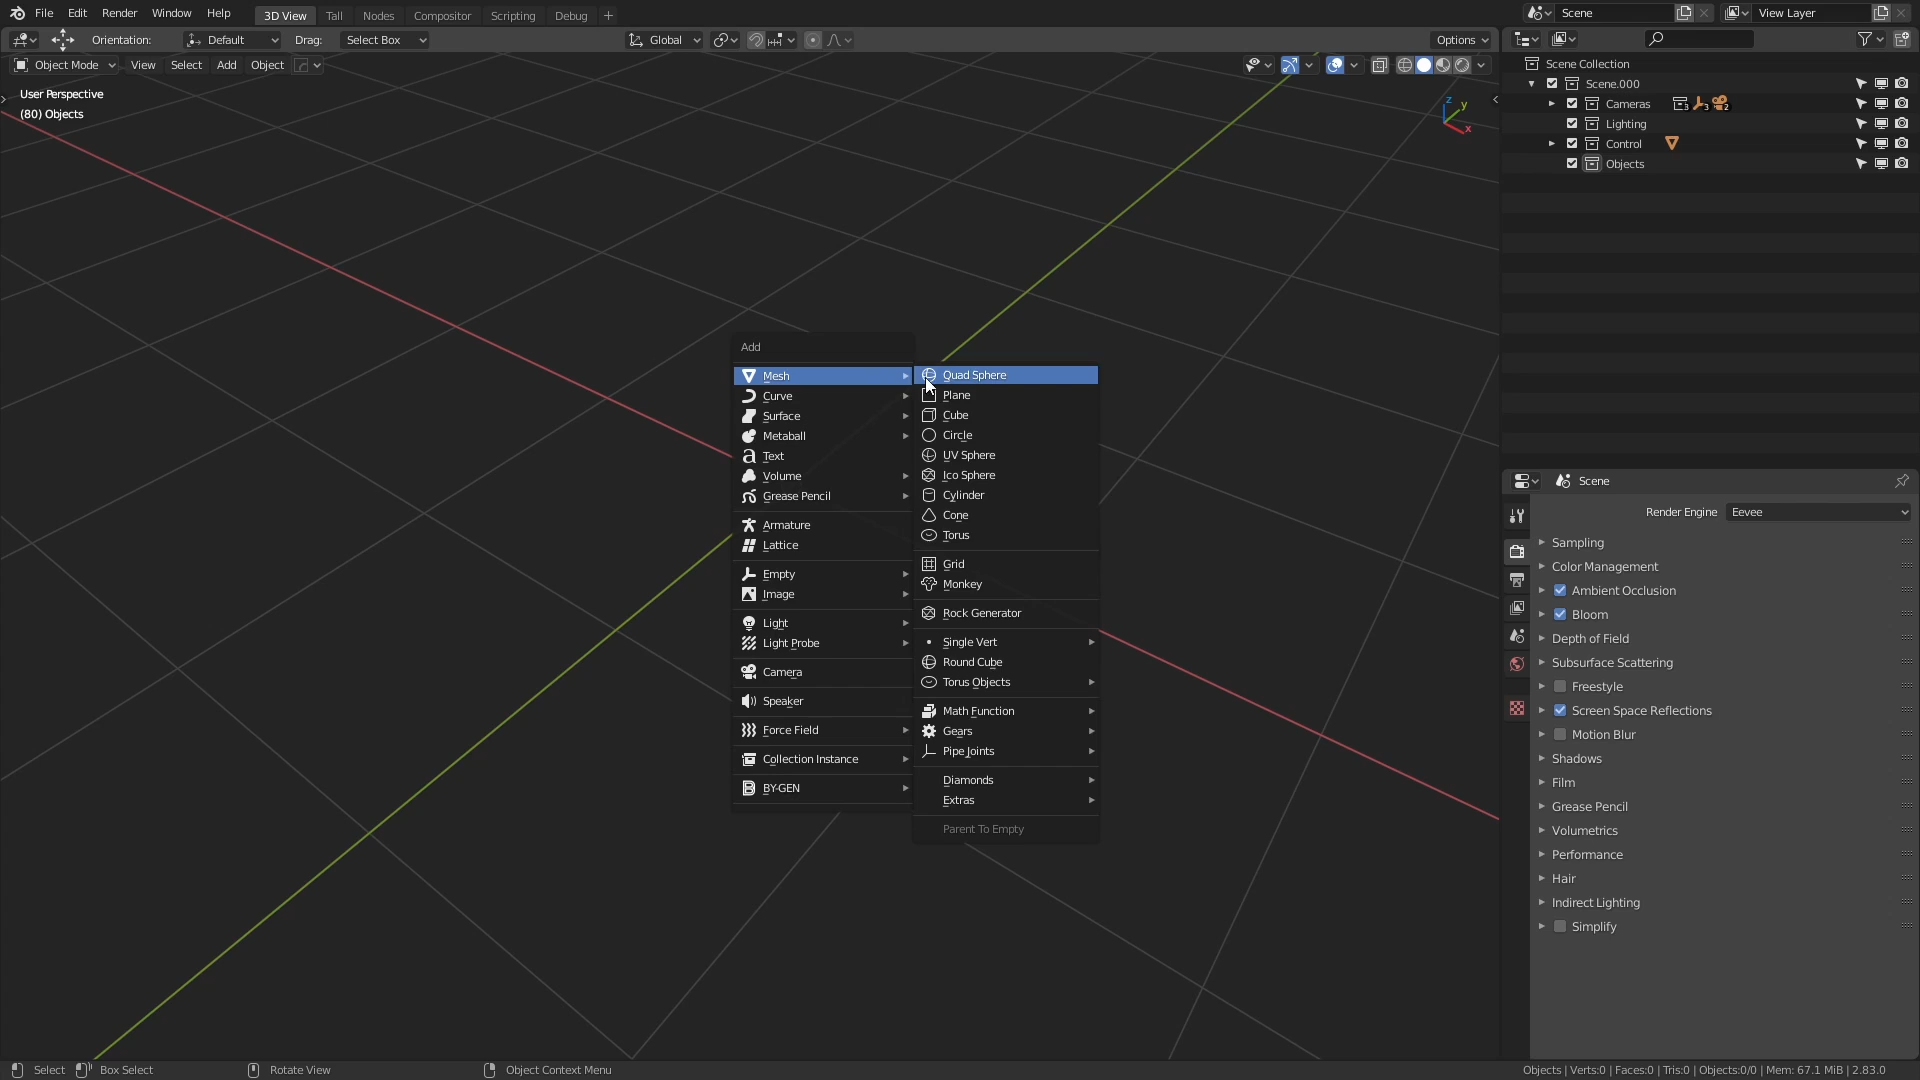 File Edit Render Window Help 3D View Tall Nodes Compositor Scripting Debug + Scene View Layer
Orientation: Default Drag: Select Box Global Options
Object Mode View Select Add Object
User Perspective
(80) Objects
z y x
Scene Collection
Scene.000
Cameras 3 3 2
Lighting
Control
Objects
Add
Mesh
Curve
Surface
Metaball
Text
Volume
Grease Pencil
Armature
Lattice
Empty
Image
Light
Light Probe
Camera
Speaker
Force Field
Collection Instance
BY-GEN
Quad Sphere
Plane
Cube
Circle
UV Sphere
Ico Sphere
Cylinder
Cone
Torus
Grid
Monkey
Rock Generator
Single Vert
Round Cube
Torus Objects
Math Function
Gears
Pipe Joints
Diamonds
Extras
Parent To Empty
Scene
Render Engine Eevee
Sampling
Color Management
Ambient Occlusion
Bloom
Depth of Field
Subsurface Scattering
Freestyle
Screen Space Reflections
Motion Blur
Shadows
Film
Grease Pencil
Volumetrics
Performance
Hair
Indirect Lighting
Simplify
Select Box Select Rotate View Object Context Menu Objects | Verts:0 | Faces:0 | Tris:0 | Objects:0/0 | Mem: 67.1 MiB | 2.83.0